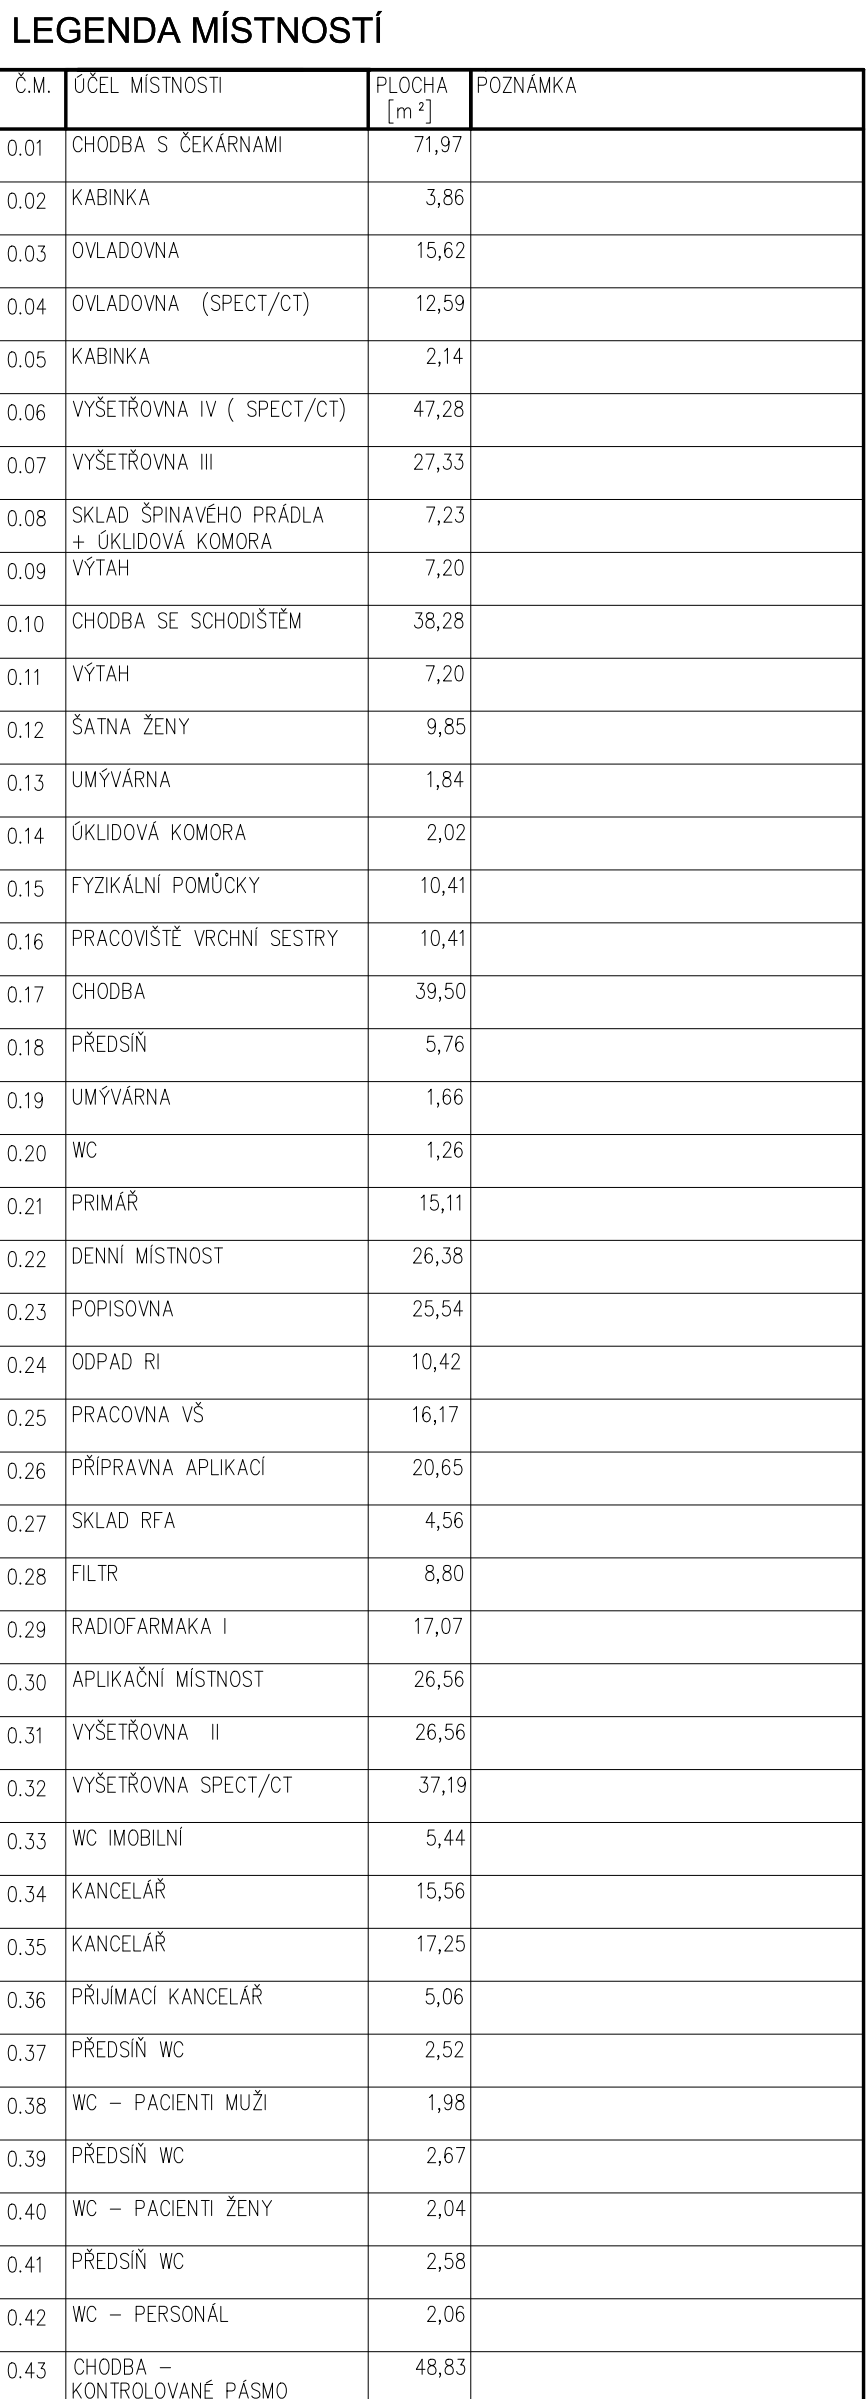 LEGENDA MÍSTNOSTÍ
Č.M. ÚČEL MÍSTNOSTI PLOCHA POZNÁMKA
[m²]
0.01 CHODBA S ČEKÁRNAMI 71,97
0.02 KABINKA 3,86
0.03 OVLADOVNA 15,62
0.04 OVLADOVNA (SPECT/CT) 12,59
0.05 KABINKA 2,14
0.06 VYŠETŘOVNA IV ( SPECT/CT) 47,28
0.07 VYŠETŘOVNA III 27,33
0.08 SKLAD ŠPINAVÉHO PRÁDLA 7,23
+ ÚKLIDOVÁ KOMORA
0.09 VÝTAH 7,20
0.10 CHODBA SE SCHODIŠTĚM 38,28
0.11 VÝTAH 7,20
0.12 ŠATNA ŽENY 9,85
0.13 UMÝVÁRNA 1,84
0.14 ÚKLIDOVÁ KOMORA 2,02
0.15 FYZIKÁLNÍ POMŮCKY 10,41
0.16 PRACOVIŠTĚ VRCHNÍ SESTRY 10,41
0.17 CHODBA 39,50
0.18 PŘEDSÍŇ 5,76
0.19 UMÝVÁRNA 1,66
0.20 WC 1,26
0.21 PRIMÁŘ 15,11
0.22 DENNÍ MÍSTNOST 26,38
0.23 POPISOVNA 25,54
0.24 ODPAD RI 10,42
0.25 PRACOVNA VŠ 16,17
0.26 PŘÍPRAVNA APLIKACÍ 20,65
0.27 SKLAD RFA 4,56
0.28 FILTR 8,80
0.29 RADIOFARMAKA I 17,07
0.30 APLIKAČNÍ MÍSTNOST 26,56
0.31 VYŠETŘOVNA II 26,56
0.32 VYŠETŘOVNA SPECT/CT 37,19
0.33 WC IMOBILNÍ 5,44
0.34 KANCELÁŘ 15,56
0.35 KANCELÁŘ 17,25
0.36 PŘIJÍMACÍ KANCELÁŘ 5,06
0.37 PŘEDSÍŇ WC 2,52
0.38 WC – PACIENTI MUŽI 1,98
0.39 PŘEDSÍŇ WC 2,67
0.40 WC – PACIENTI ŽENY 2,04
0.41 PŘEDSÍŇ WC 2,58
0.42 WC – PERSONÁL 2,06
0.43 CHODBA – 48,83
KONTROLOVANÉ PÁSMO